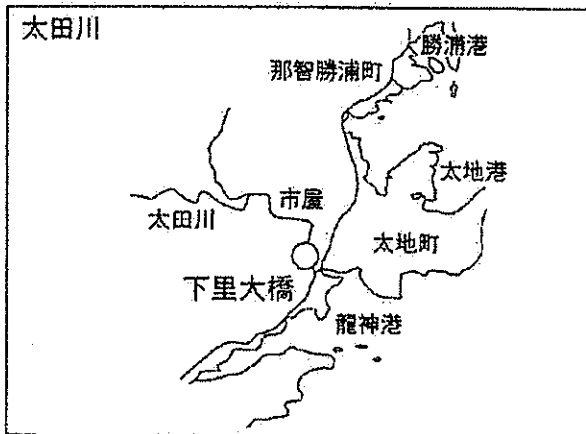 太田川
勝浦港
那智勝浦町
太地港
市屋
太田川
太地町
下里大橋
龍神港